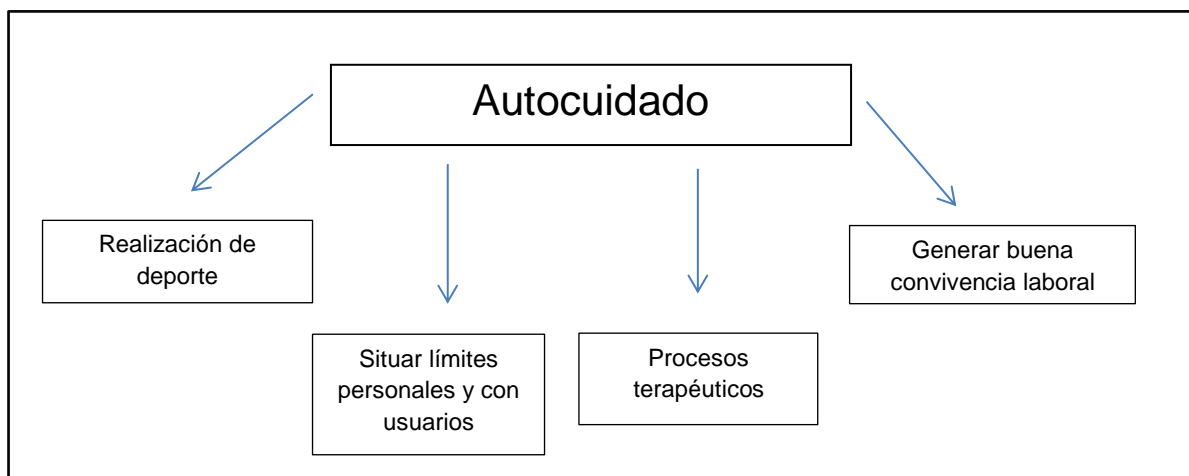 Autocuidado
Realización de
deporte
Situar límites
personales y con
usuarios
Procesos
terapéuticos
Generar buena
convivencia laboral